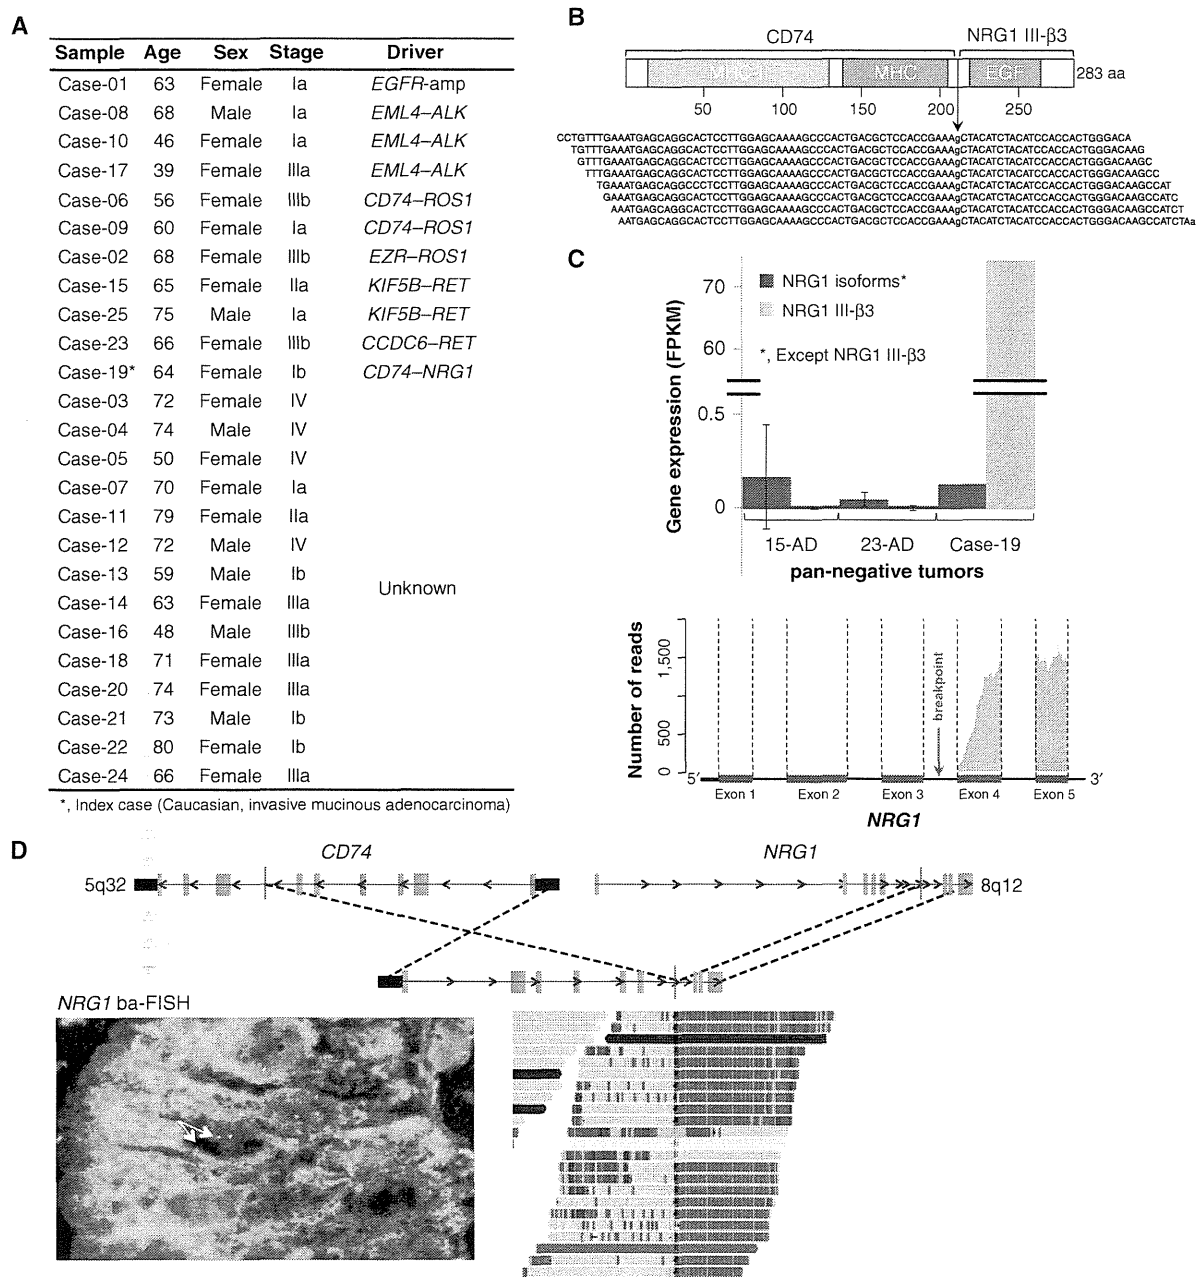 A
Sample Age Sex Stage Driver
Case-01 63 Female Ia EGFR-amp
Case-08 68 Male Ia EML4–ALK
Case-10 46 Female Ia EML4–ALK
Case-17 39 Female IIIa EML4–ALK
Case-06 56 Female IIIb CD74–ROS1
Case-09 60 Female Ia CD74–ROS1
Case-02 68 Female IIIb EZR–ROS1
Case-15 65 Female IIa KIF5B–RET
Case-25 75 Male Ia KIF5B–RET
Case-23 66 Female IIIb CCDC6–RET
Case-19* 64 Female Ib CD74–NRG1
Case-03 72 Female IV
Case-04 74 Male IV
Case-05 50 Female IV
Case-07 70 Female Ia
Case-11 79 Female IIa
Case-12 72 Male IV
Case-13 59 Male Ib
Unknown
Case-14 63 Female IIIa
Case-16 48 Male IIIb
Case-18 71 Female IIIa
Case-20 74 Female IIIa
Case-21 73 Male Ib
Case-22 80 Female Ib
Case-24 66 Female IIIa
*, Index case (Caucasian, invasive mucinous adenocarcinoma)
B
CD74 NRG1 III-β3
MHC EGF 283 aa
50 100 150 200 250
CCTGTTTGAAATGAGCAGGCACTCCTTGGAGCAAAAGCCCACTGACGCTCCACCGAAAgCTACATCTACATCCACCACTGGGACA
TGTTTGAAATGAGCAGGCACTCCTTGGAGCAAAAGCCCACTGACGCTCCACCGAAAgCTACATCTACATCCACCACTGGGACAAG
GTTTGAAATGAGCAGGCACTCCTTGGAGCAAAAGCCCACTGACGCTCCACCGAAAgCTACATCTACATCCACCACTGGGACAAGC
TTTGAAATGAGCAGGCACTCCTTGGAGCAAAAGCCCACTGACGCTCCACCGAAAgCTACATCTACATCCACCACTGGGACAAGCC
TGAAATGAGCAGGCACTCCTTGGAGCAAAAGCCCACTGACGCTCCACCGAAAgCTACATCTACATCCACCACTGGGACAAGCCAT
GAAATGAGCAGGCACTCCTTGGAGCAAAAGCCCACTGACGCTCCACCGAAAgCTACATCTACATCCACCACTGGGACAAGCCATC
AAATGAGCAGGCACTCCTTGGAGCAAAAGCCCACTGACGCTCCACCGAAAgCTACATCTACATCCACCACTGGGACAAGCCATCT
AATGAGCAGGCACTCCTTGGAGCAAAAGCCCACTGACGCTCCACCGAAAgCTACATCTACATCCACCACTGGGACAAGCCATCTAa
C
Gene expression (FPKM)
70
60
0.5
0
NRG1 isoforms*
NRG1 III-β3
*, Except NRG1 III-β3
15-AD 23-AD Case-19
pan-negative tumors
Number of reads
1,500
500
0
breakpoint
5′ 3′
Exon 1 Exon 2 Exon 3 Exon 4 Exon 5
NRG1
D
CD74 NRG1
5q32 8q12
NRG1 ba-FISH